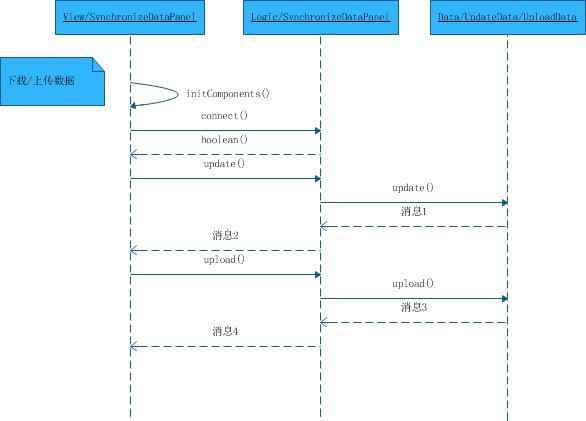 View/SynchronizeDataPanel
Logic/SynchronizeDataPanel
Data/UpdateData/UploadData
下载/上传数据
initComponents()
connect()
boolean()
update()
update()
消息1
消息2
upload()
upload()
消息3
消息4